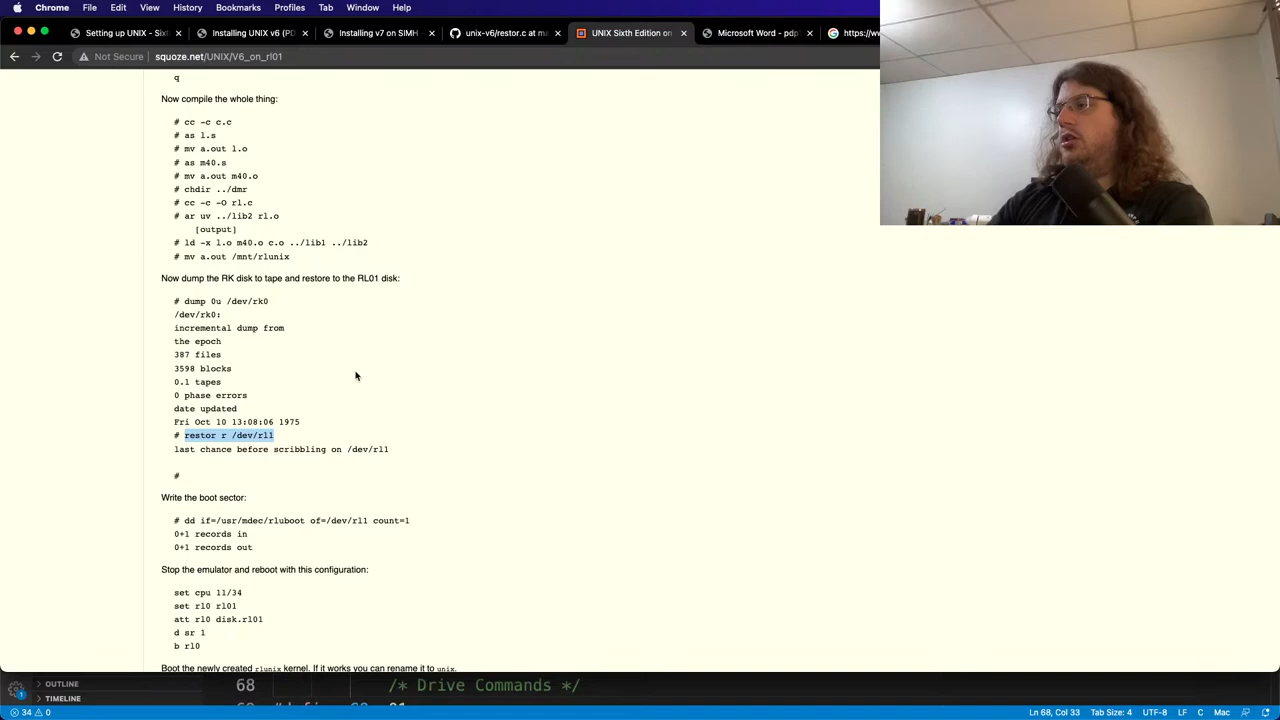 Chrome File Edit View History Bookmarks Profiles Tab Window Help
Setting up UNIX - Sixt Installing UNIX v6 (PD Installing v7 on SIMH unix-v6/restor.c at ma UNIX Sixth Edition on Microsoft Word - pdp1 https://ww
Not Secure squoze.net/UNIX/V6_on_rl01
q
Now compile the whole thing:
# cc -c c.c
# as l.s
# mv a.out l.o
# as m40.s
# mv a.out m40.o
# chdir ../dmr
# cc -c -O rl.c
# ar uv ../lib2 rl.o
[output]
# ld -x l.o m40.o c.o ../lib1 ../lib2
# mv a.out /mnt/rlunix
Now dump the RK disk to tape and restore to the RL01 disk:
# dump 0u /dev/rk0
/dev/rk0:
incremental dump from
the epoch
387 files
3598 blocks
0.1 tapes
0 phase errors
date updated
Fri Oct 10 13:08:06 1975
# restor r /dev/rl1
last chance before scribbling on /dev/rl1
#
Write the boot sector:
# dd if=/usr/mdec/rluboot of=/dev/rl1 count=1
0+1 records in
0+1 records out
Stop the emulator and reboot with this configuration:
set cpu 11/34
set rl0 rl01
att rl0 disk.rl01
d sr 1
b rl0
Boot the newly created rlunix kernel. If it works you can rename it to unix.
OUTLINE
TIMELINE
68 /* Drive Commands */
34 0 Ln 68, Col 33 Tab Size: 4 UTF-8 LF C Mac